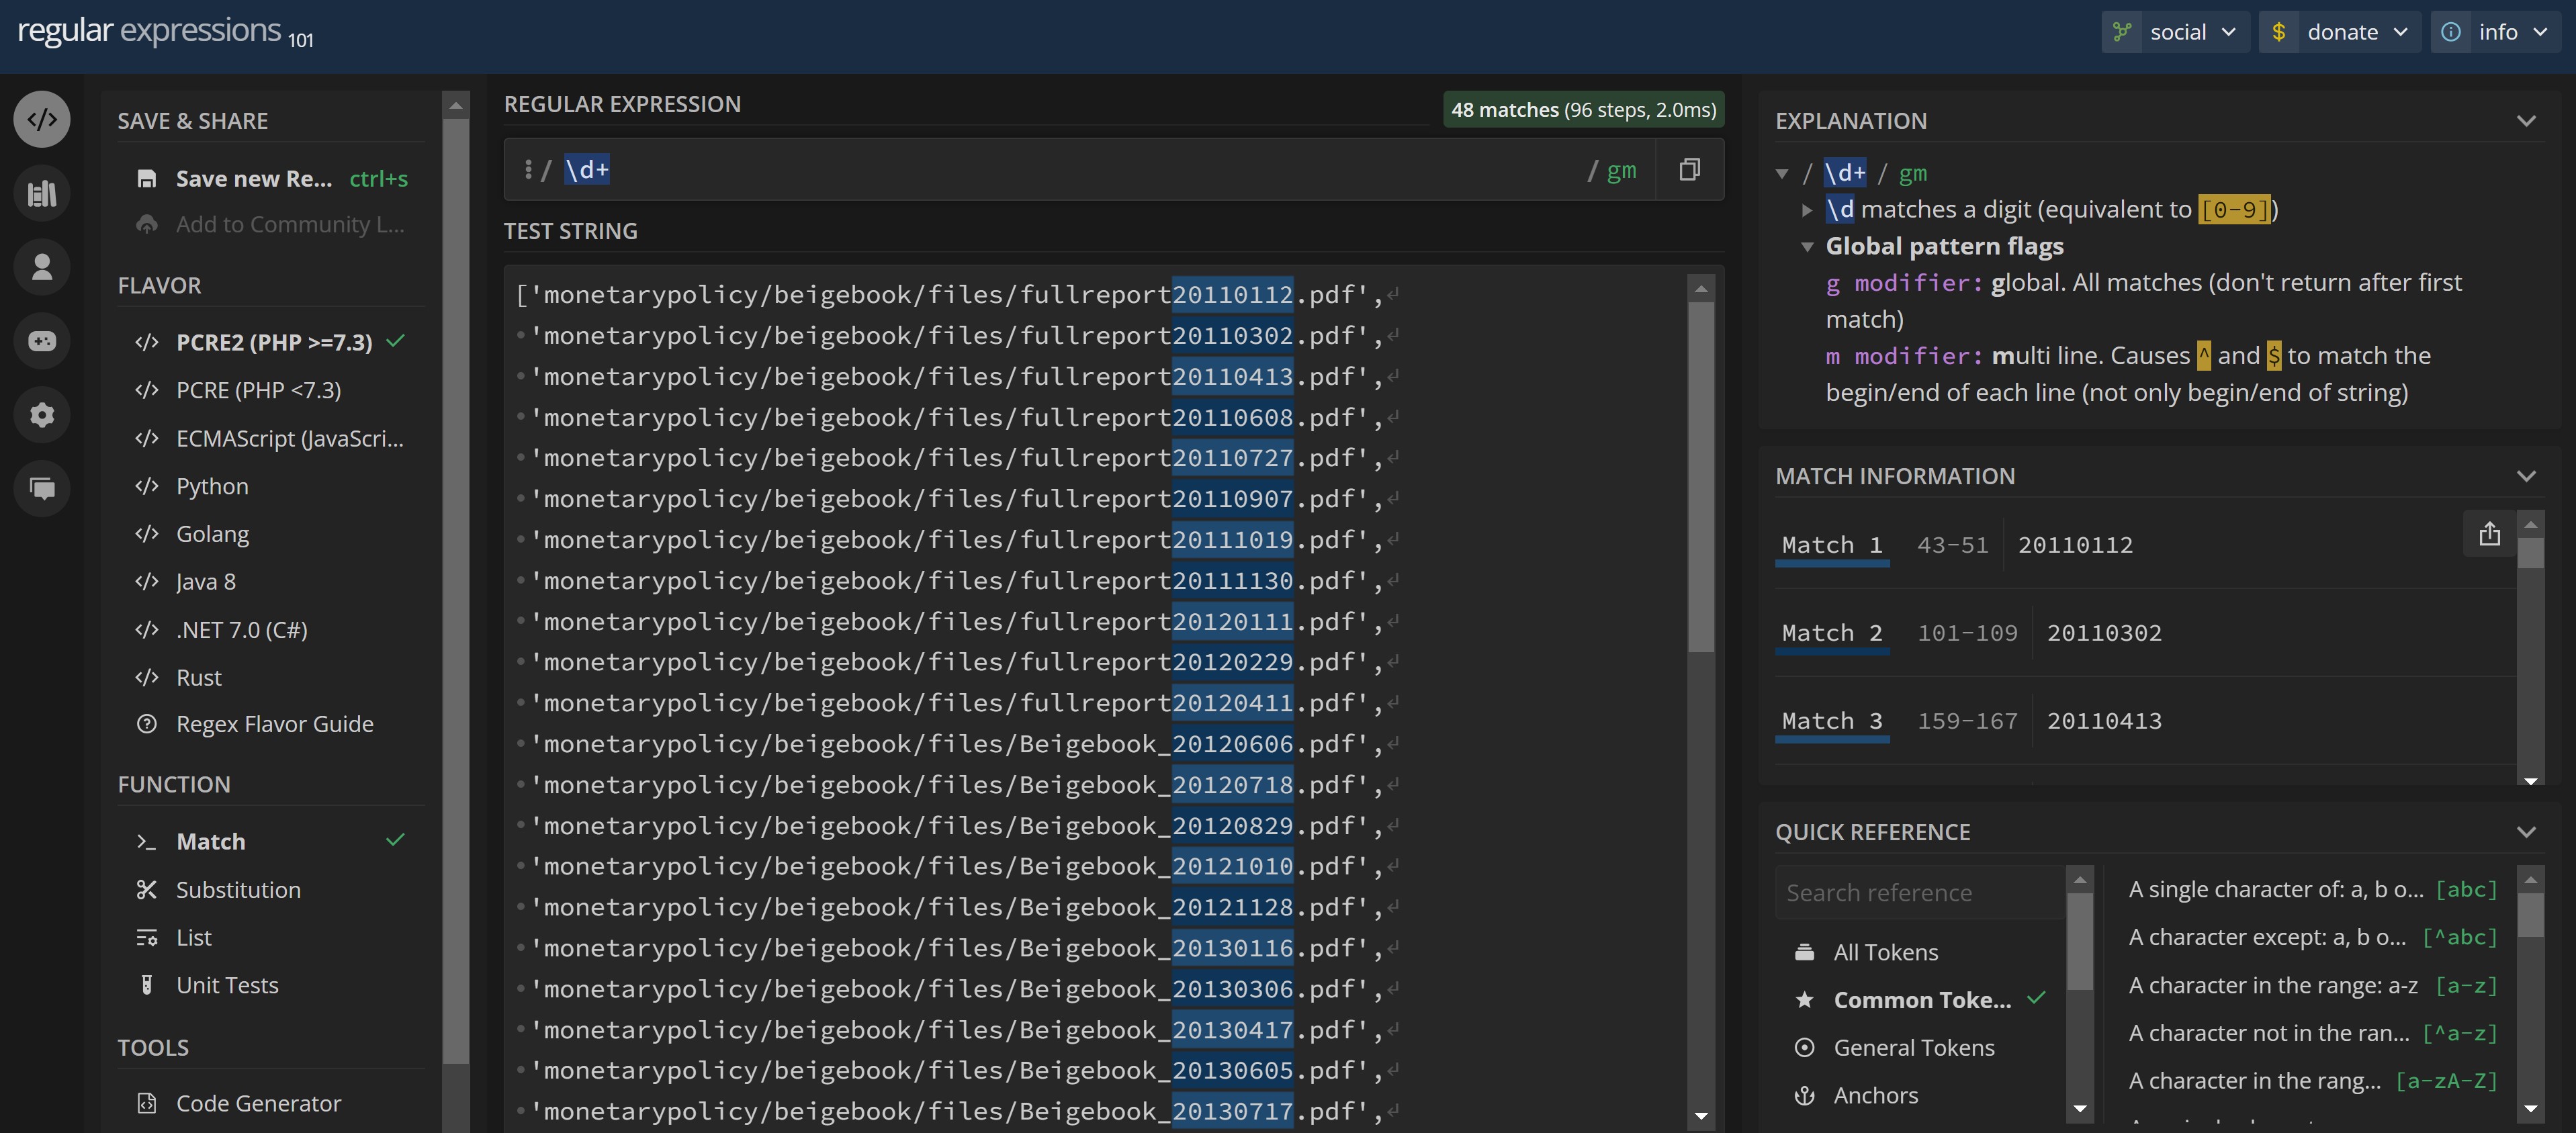 regular expressions 101
social
donate
info
SAVE & SHARE
Save new Re... ctrl+s
Add to Community L...
FLAVOR
PCRE2 (PHP >=7.3)
PCRE (PHP <7.3)
ECMAScript (JavaScri...
Python
Golang
Java 8
.NET 7.0 (C#)
Rust
Regex Flavor Guide
FUNCTION
Match
Substitution
List
Unit Tests
TOOLS
Code Generator
REGULAR EXPRESSION
48 matches (96 steps, 2.0ms)
/ \d+ / gm
TEST STRING
['monetarypolicy/beigebook/files/fullreport20110112.pdf',
'monetarypolicy/beigebook/files/fullreport20110302.pdf',
'monetarypolicy/beigebook/files/fullreport20110413.pdf',
'monetarypolicy/beigebook/files/fullreport20110608.pdf',
'monetarypolicy/beigebook/files/fullreport20110727.pdf',
'monetarypolicy/beigebook/files/fullreport20110907.pdf',
'monetarypolicy/beigebook/files/fullreport20111019.pdf',
'monetarypolicy/beigebook/files/fullreport20111130.pdf',
'monetarypolicy/beigebook/files/fullreport20120111.pdf',
'monetarypolicy/beigebook/files/fullreport20120229.pdf',
'monetarypolicy/beigebook/files/fullreport20120411.pdf',
'monetarypolicy/beigebook/files/Beigebook_20120606.pdf',
'monetarypolicy/beigebook/files/Beigebook_20120718.pdf',
'monetarypolicy/beigebook/files/Beigebook_20120829.pdf',
'monetarypolicy/beigebook/files/Beigebook_20121010.pdf',
'monetarypolicy/beigebook/files/Beigebook_20121128.pdf',
'monetarypolicy/beigebook/files/Beigebook_20130116.pdf',
'monetarypolicy/beigebook/files/Beigebook_20130306.pdf',
'monetarypolicy/beigebook/files/Beigebook_20130417.pdf',
'monetarypolicy/beigebook/files/Beigebook_20130605.pdf',
'monetarypolicy/beigebook/files/Beigebook_20130717.pdf',
EXPLANATION
/ \d+ / gm
\d matches a digit (equivalent to [0-9])
Global pattern flags
g modifier: global. All matches (don't return after first
match)
m modifier: multi line. Causes ^ and $ to match the
begin/end of each line (not only begin/end of string)
MATCH INFORMATION
Match 1 43-51 20110112
Match 2 101-109 20110302
Match 3 159-167 20110413
QUICK REFERENCE
Search reference
All Tokens
Common Toke...
General Tokens
Anchors
A single character of: a, b o... [abc]
A character except: a, b o... [^abc]
A character in the range: a-z [a-z]
A character not in the ran... [^a-z]
A character in the rang... [a-zA-Z]